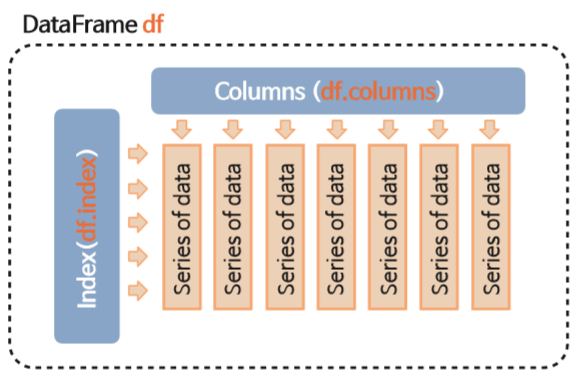 DataFrame df
Columns (df.columns)
Index(df.index)
Series of data
Series of data
Series of data
Series of data
Series of data
Series of data
Series of data